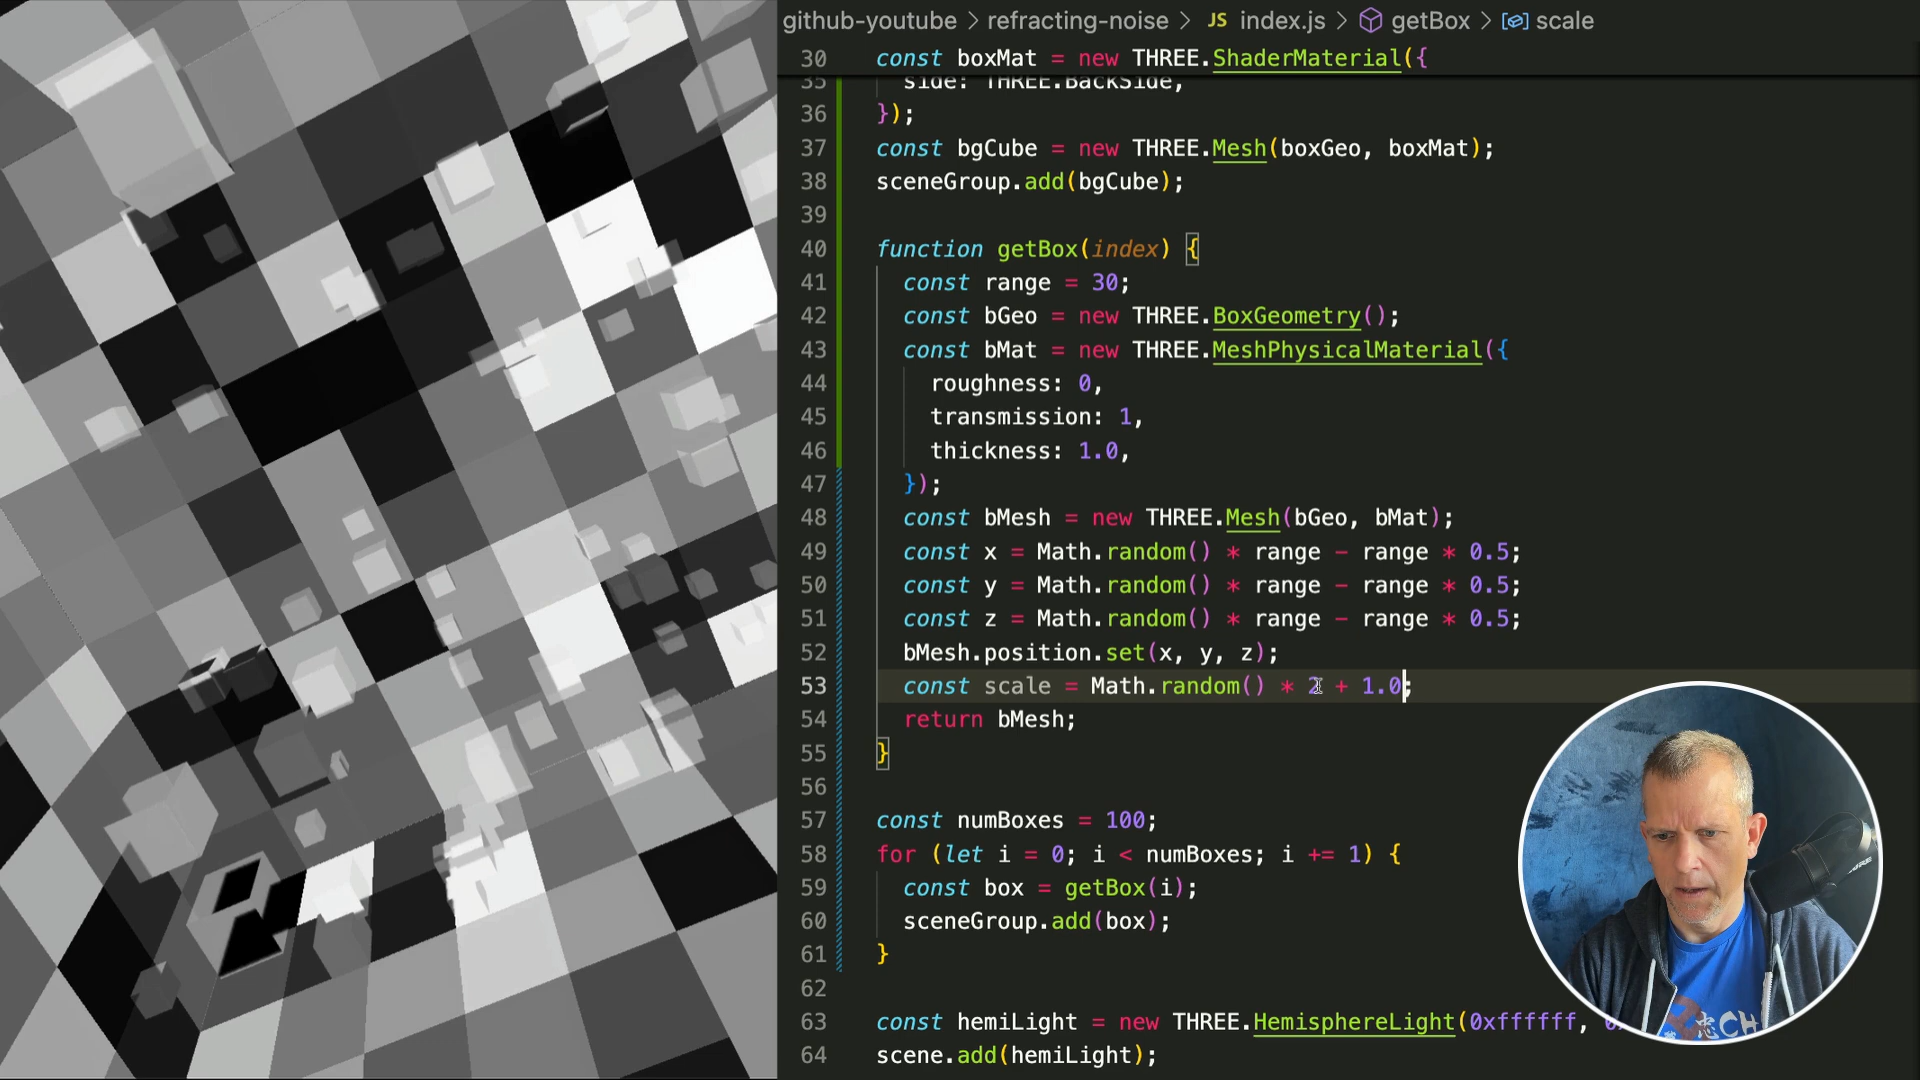 github-youtube > refracting-noise > JS index.js > getBox > scale
30 const boxMat = new THREE.ShaderMaterial({
35 side: THREE.BackSide,
36 });
37 const bgCube = new THREE.Mesh(boxGeo, boxMat);
38 sceneGroup.add(bgCube);
39
40 function getBox(index) {
41 const range = 30;
42 const bGeo = new THREE.BoxGeometry();
43 const bMat = new THREE.MeshPhysicalMaterial({
44 roughness: 0,
45 transmission: 1,
46 thickness: 1.0,
47 });
48 const bMesh = new THREE.Mesh(bGeo, bMat);
49 const x = Math.random() * range - range * 0.5;
50 const y = Math.random() * range - range * 0.5;
51 const z = Math.random() * range - range * 0.5;
52 bMesh.position.set(x, y, z);
53 const scale = Math.random() * 2 + 1.0;
54 return bMesh;
55 }
56
57 const numBoxes = 100;
58 for (let i = 0; i < numBoxes; i += 1) {
59 const box = getBox(i);
60 sceneGroup.add(box);
61 }
62
63 const hemiLight = new THREE.HemisphereLight(0xffffff,
64 scene.add(hemiLight);